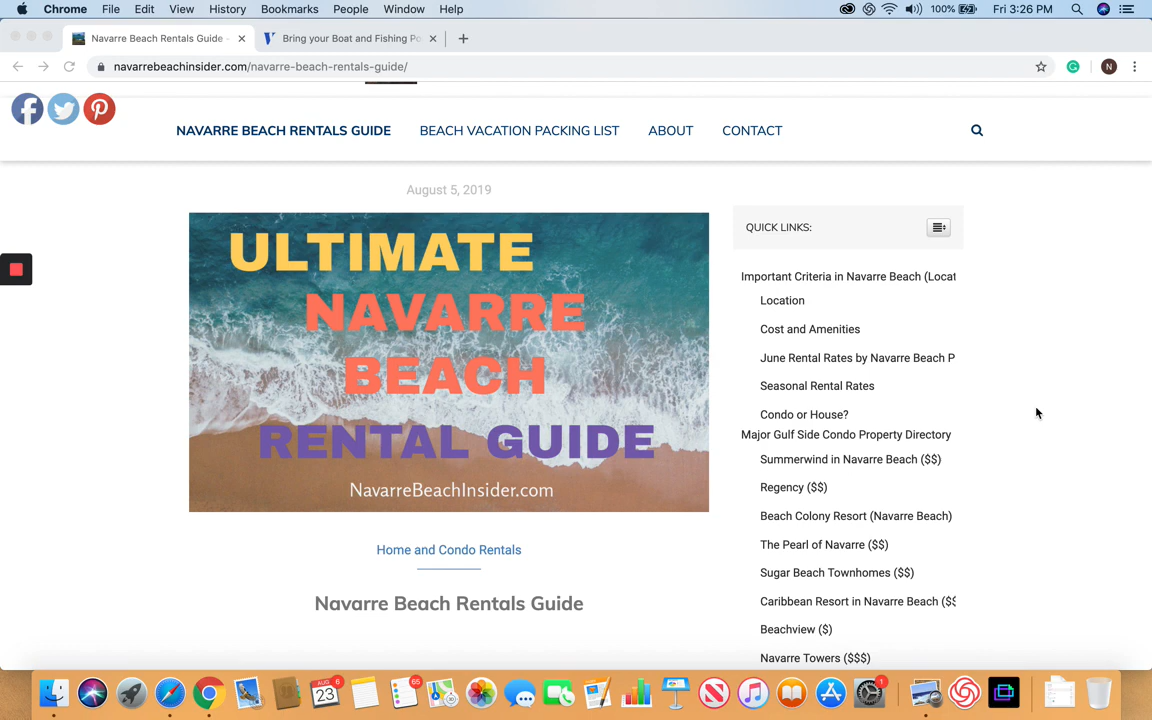 Chrome File Edit View History Bookmarks People Window Help 100% Fri 3:26 PM
Navarre Beach Rentals Guide - Bring your Boat and Fishing Po
navarrebeachinsider.com/navarre-beach-rentals-guide/ N
NAVARRE BEACH RENTALS GUIDE BEACH VACATION PACKING LIST ABOUT CONTACT
August 5, 2019
ULTIMATE
NAVARRE
BEACH
RENTAL GUIDE
NavarreBeachInsider.com
Home and Condo Rentals
Navarre Beach Rentals Guide
QUICK LINKS:
Important Criteria in Navarre Beach (Locat
Location
Cost and Amenities
June Rental Rates by Navarre Beach P
Seasonal Rental Rates
Condo or House?
Major Gulf Side Condo Property Directory
Summerwind in Navarre Beach ($$)
Regency ($$)
Beach Colony Resort (Navarre Beach)
The Pearl of Navarre ($$)
Sugar Beach Townhomes ($$)
Caribbean Resort in Navarre Beach ($$
Beachview ($)
Navarre Towers ($$$)
AUG 23 6 65 1